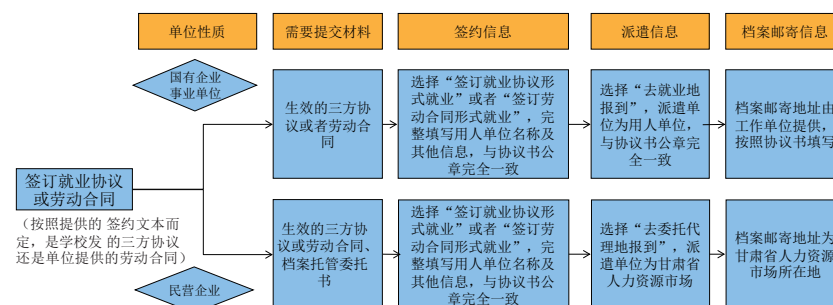 单位性质
需要提交材料
签约信息
派遣信息
档案邮寄信息
国有企业
事业单位
生效的三方协
议或者劳动合
同
选择“签订就业协议形
式就业”或者“签订劳
动合同形式就业”，完
整填写用人单位名称及
其他信息，与协议书公
章完全一致
选择“去就业地
报到”，派遣单
位为用人单位，
与协议书公章完
全一致
档案邮寄地址由
工作单位提供，
按照协议书填写
签订就业协议
或劳动合同
（按照提供的 签约文本而
定，是学校发 的三方协议
还是单位提供的劳动合同）
民营企业
生效的三方协
议或劳动合同、
档案托管委托
书
选择“签订就业协议形
式就业”或者“签订劳
动合同形式就业”，完
整填写用人单位名称及
其他信息，与协议书公
章完全一致
选择“去委托代
理地报到”，派
遣单位为甘肃省
人力资源市场
档案邮寄地址为
甘肃省人力资源
市场所在地